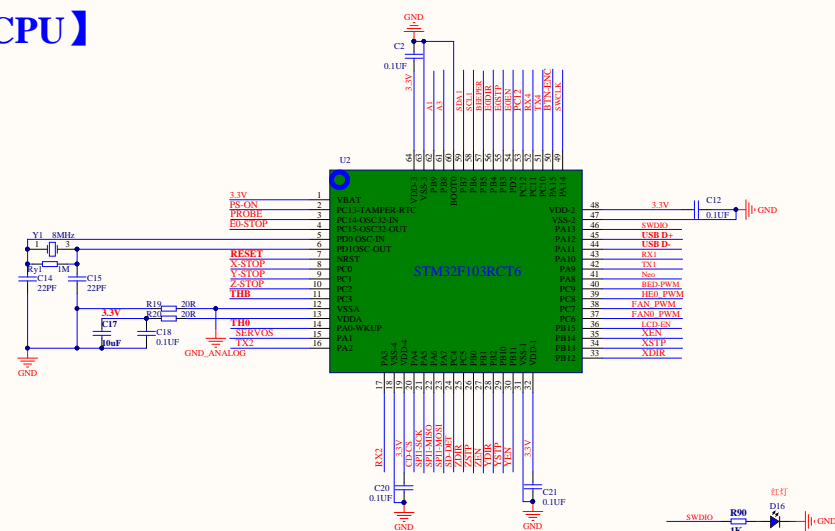 CPU】
GND
C2
0.1UF
3.3V
A1
A3
SDA1
SCL1
BEEPER
E0DIR
E0STP
E0EN
PC12
RX4
TX4
BTN-ENC
SWCLK
U2
64
63
62
61
60
59
58
57
56
55
54
53
52
51
50
49
VDD-3
VSS-3
PB9
PB8
BOOT0
PB7
PB6
PB5
PB4
PB3
PD2
PC12
PC11
PC10
PA15
PA14
3.3V 1 VBAT
PS-ON 2 PC13-TAMPER-RTC
PROBE 3 PC14-OSC32-IN
E0-STOP 4 PC15-OSC32-OUT
5 PD0 OSC-IN
6 PD1OSC-OUT
RESET 7 NRST
X-STOP 8 PC0
Y-STOP 9 PC1
Z-STOP 10 PC2
THB 11 PC3
12 VSSA
13 VDDA
TH0 14 PA0-WKUP
SERVOS 15 PA1
TX2 16 PA2
STM32F103RCT6
VDD-2 48 3.3V
VSS-2 47
PA13 46 SWDIO
PA12 45 USB D+
PA11 44 USB D-
PA10 43 RX1
PA9 42 TX1
PA8 41 Neo
PC9 40 BED-PWM
PC8 39 HE0_PWM
PC7 38 FAN_PWM
PC6 37 FAN0_PWM
PB15 36 LCD-EN
PB14 35 XEN
PB13 34 XSTP
PB12 33 XDIR
C12
0.1UF
GND
Y1 8MHz
1 3
Ry1 1M
C14
22PF
C15
22PF
R19 20R
R20 20R
3.3V
C17
10uF
C18
0.1UF
GND_ANALOG
GND
PA3
VSS-4
VDD-4
PA4
PA5
PA6
PA7
PC4
PC5
PB0
PB1
PB2
PB10
PB11
VSS-1
VDD-1
17
18
19
20
21
22
23
24
25
26
27
28
29
30
31
32
RX2
3.3V
CD-CS
SPI1-SCK
SPI1-MISO
SPI1-MOSI
SD-DET
ZDIR
ZSTP
ZEN
YDIR
YSTP
YEN
3.3V
C20
0.1UF
GND
C21
0.1UF
GND
红灯
SWDIO R90 D16 GND
1K